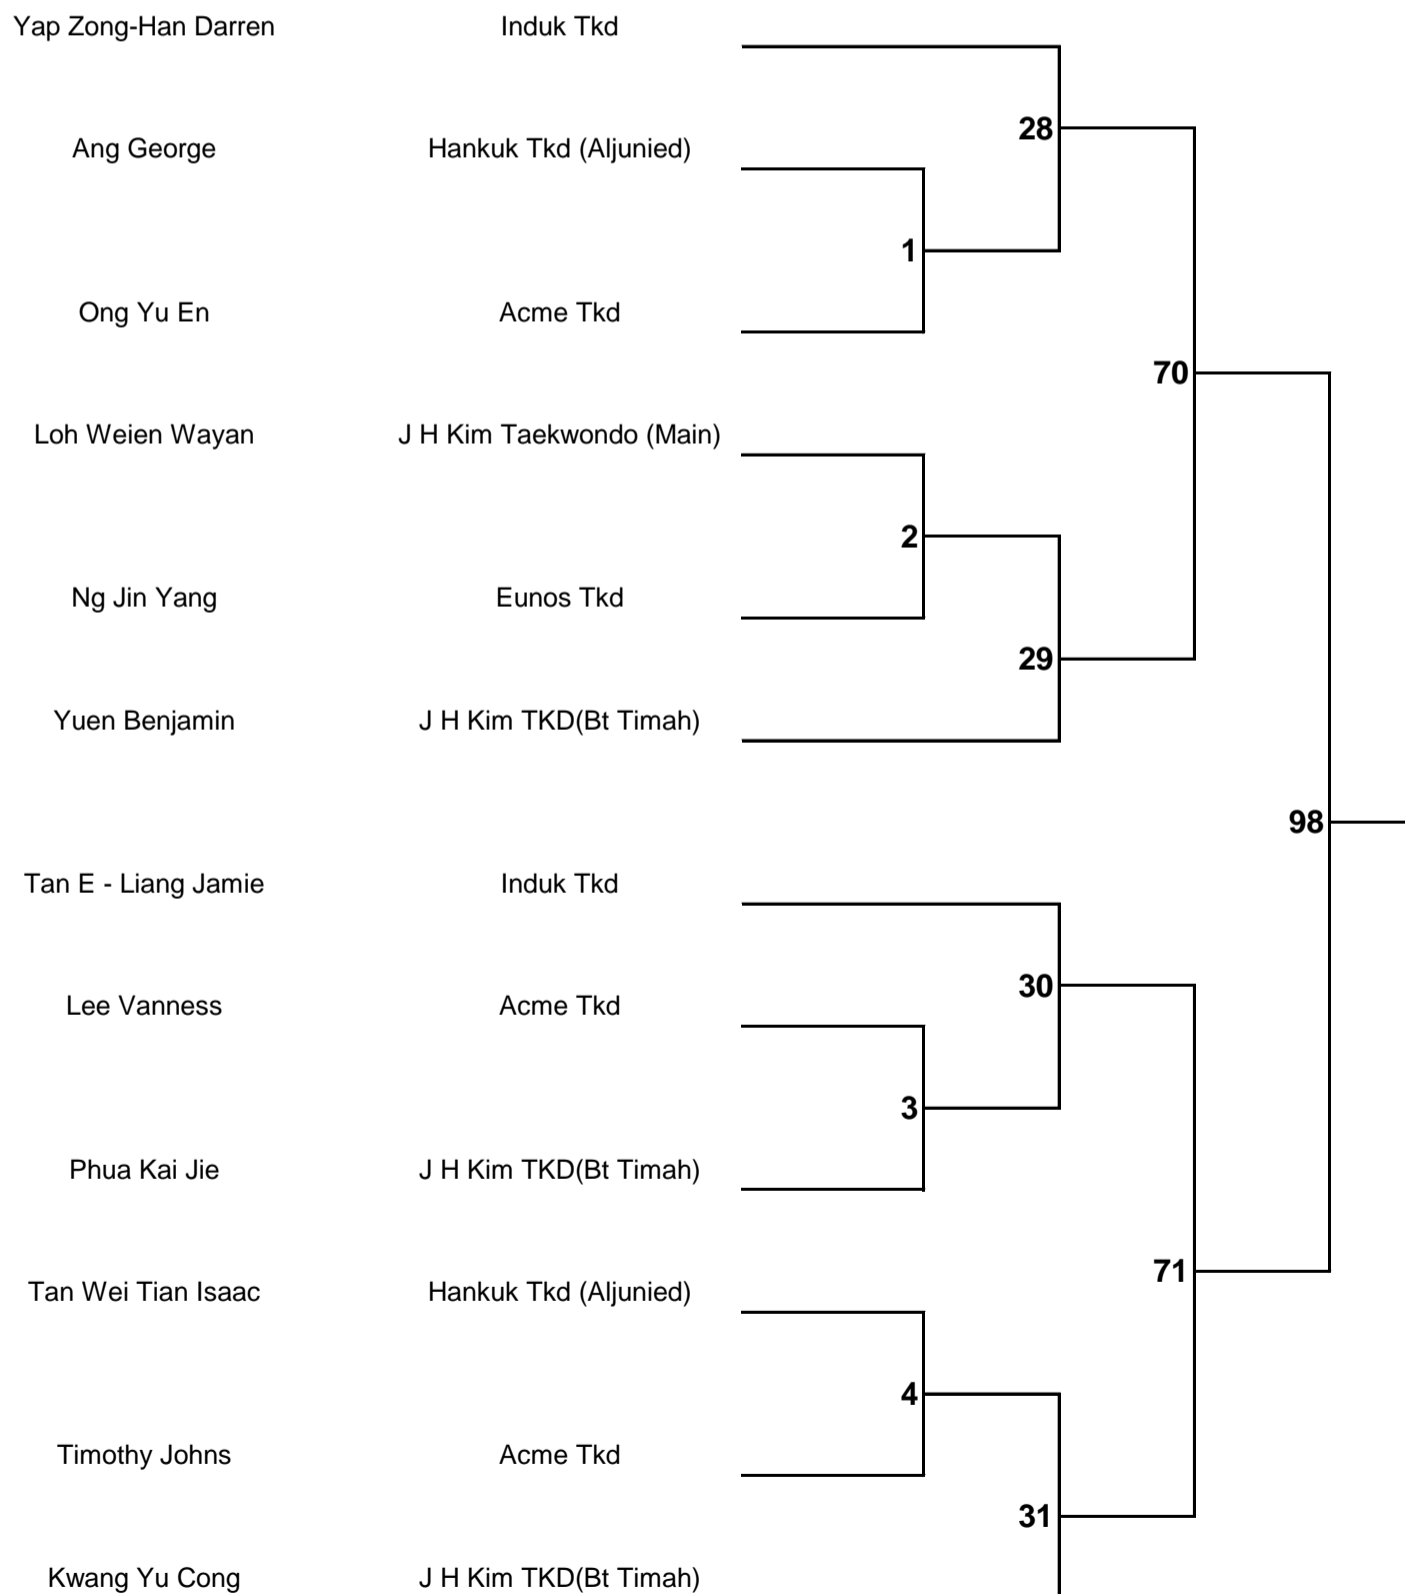 Yap Zong-Han Darren Induk Tkd
28
Ang George Hankuk Tkd (Aljunied)
1
Ong Yu En Acme Tkd
70
Loh Weien Wayan J H Kim Taekwondo (Main)
2
Ng Jin Yang Eunos Tkd
29
Yuen Benjamin J H Kim TKD(Bt Timah)
98
Tan E - Liang Jamie Induk Tkd
30
Lee Vanness Acme Tkd
3
Phua Kai Jie J H Kim TKD(Bt Timah)
71
Tan Wei Tian Isaac Hankuk Tkd (Aljunied)
4
Timothy Johns Acme Tkd
31
Kwang Yu Cong J H Kim TKD(Bt Timah)